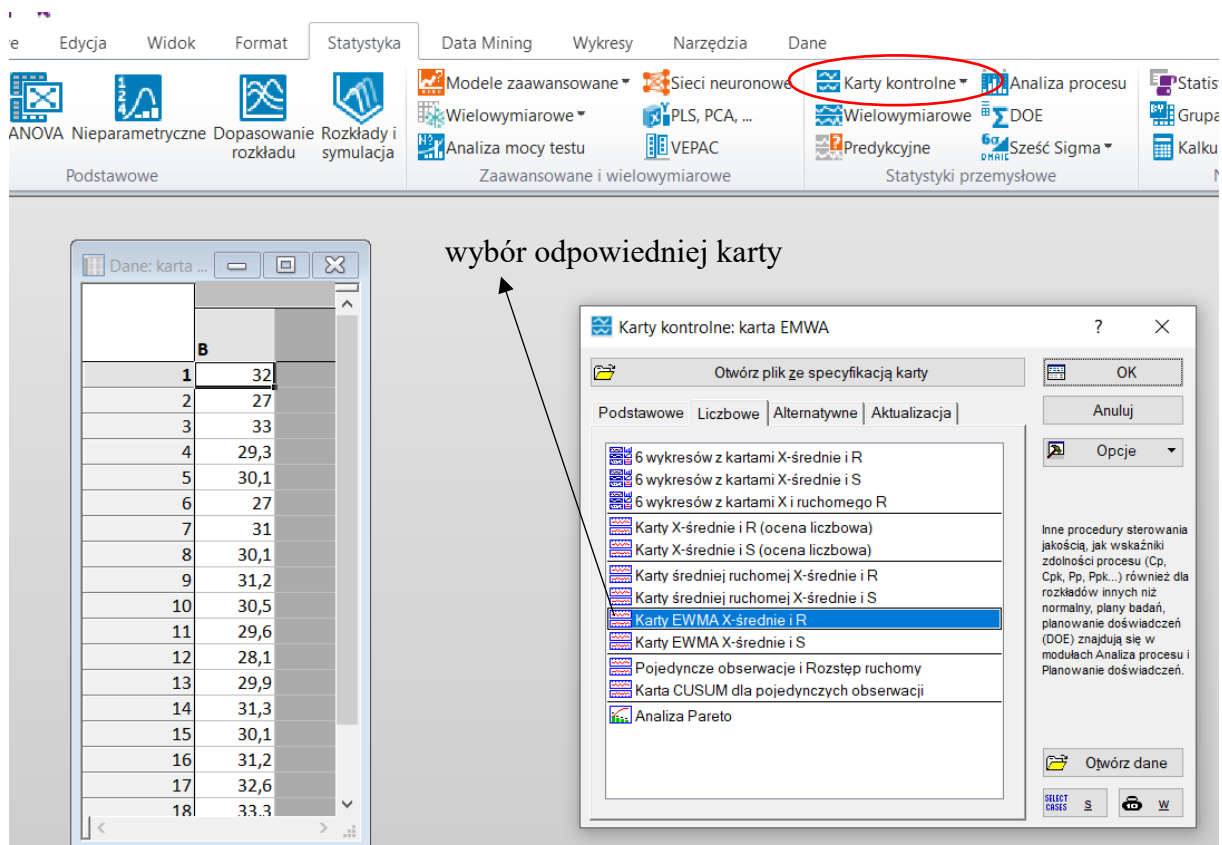 Edycja Widok Format Statystyka Data Mining Wykresy Narzędzia Dane
ANOVA Nieparametryczne Dopasowanie rozkładu Rozkłady i symulacja
Podstawowe
Modele zaawansowane Sieci neuronowe
Wielowymiarowe PLS, PCA, ...
Analiza mocy testu VEPAC
Zaawansowane i wielowymiarowe
Karty kontrolne Analiza procesu
Wielowymiarowe DOE
Predykcyjne Sześć Sigma
Statystyki przemysłowe
wybór odpowiedniej karty
Dane: karta ...
B
1 32
2 27
3 33
4 29,3
5 30,1
6 27
7 31
8 30,1
9 31,2
10 30,5
11 29,6
12 28,1
13 29,9
14 31,3
15 30,1
16 31,2
17 32,6
18 33,3
Karty kontrolne: karta EMWA ?
Otwórz plik ze specyfikacją karty
Podstawowe Liczbowe Alternatywne Aktualizacja
6 wykresów z kartami X-średnie i R
6 wykresów z kartami X-średnie i S
6 wykresów z kartami X i ruchomego R
Karty X-średnie i R (ocena liczbowa)
Karty X-średnie i S (ocena liczbowa)
Karty średniej ruchomej X-średnie i R
Karty średniej ruchomej X-średnie i S
Karty EWMA X-średnie i R
Karty EWMA X-średnie i S
Pojedyncze obserwacje i Rozstęp ruchomy
Karta CUSUM dla pojedynczych obserwacji
Analiza Pareto
OK
Anuluj
Opcje
Inne procedury sterowania
jakością, jak wskaźniki
zdolności procesu (Cp,
Cpk, Pp, Ppk...) również dla
rozkładów innych niż
normalny, plany badań,
planowanie doświadczeń
(DOE) znajdują się w
modułach Analiza procesu i
Planowanie doświadczeń.
Otwórz dane
SELECT CASES S W